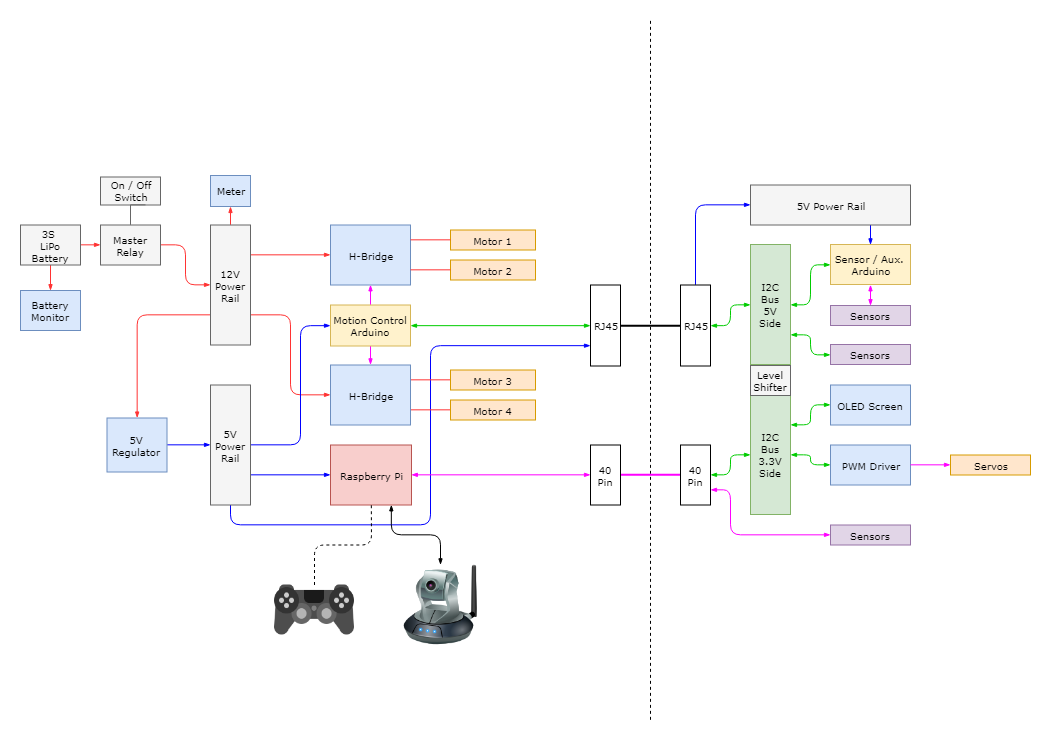 On / Off
Switch
Meter
3S
LiPo
Battery
Master
Relay
12V
Power
Rail
Battery
Monitor
H-Bridge
Motor 1
Motor 2
Motion Control
Arduino
H-Bridge
Motor 3
Motor 4
5V
Regulator
5V
Power
Rail
Raspberry Pi
RJ45
40
Pin
RJ45
40
Pin
5V Power Rail
I2C
Bus
5V
Side
Level
Shifter
I2C
Bus
3.3V
Side
Sensor / Aux.
Arduino
Sensors
Sensors
OLED Screen
PWM Driver
Servos
Sensors